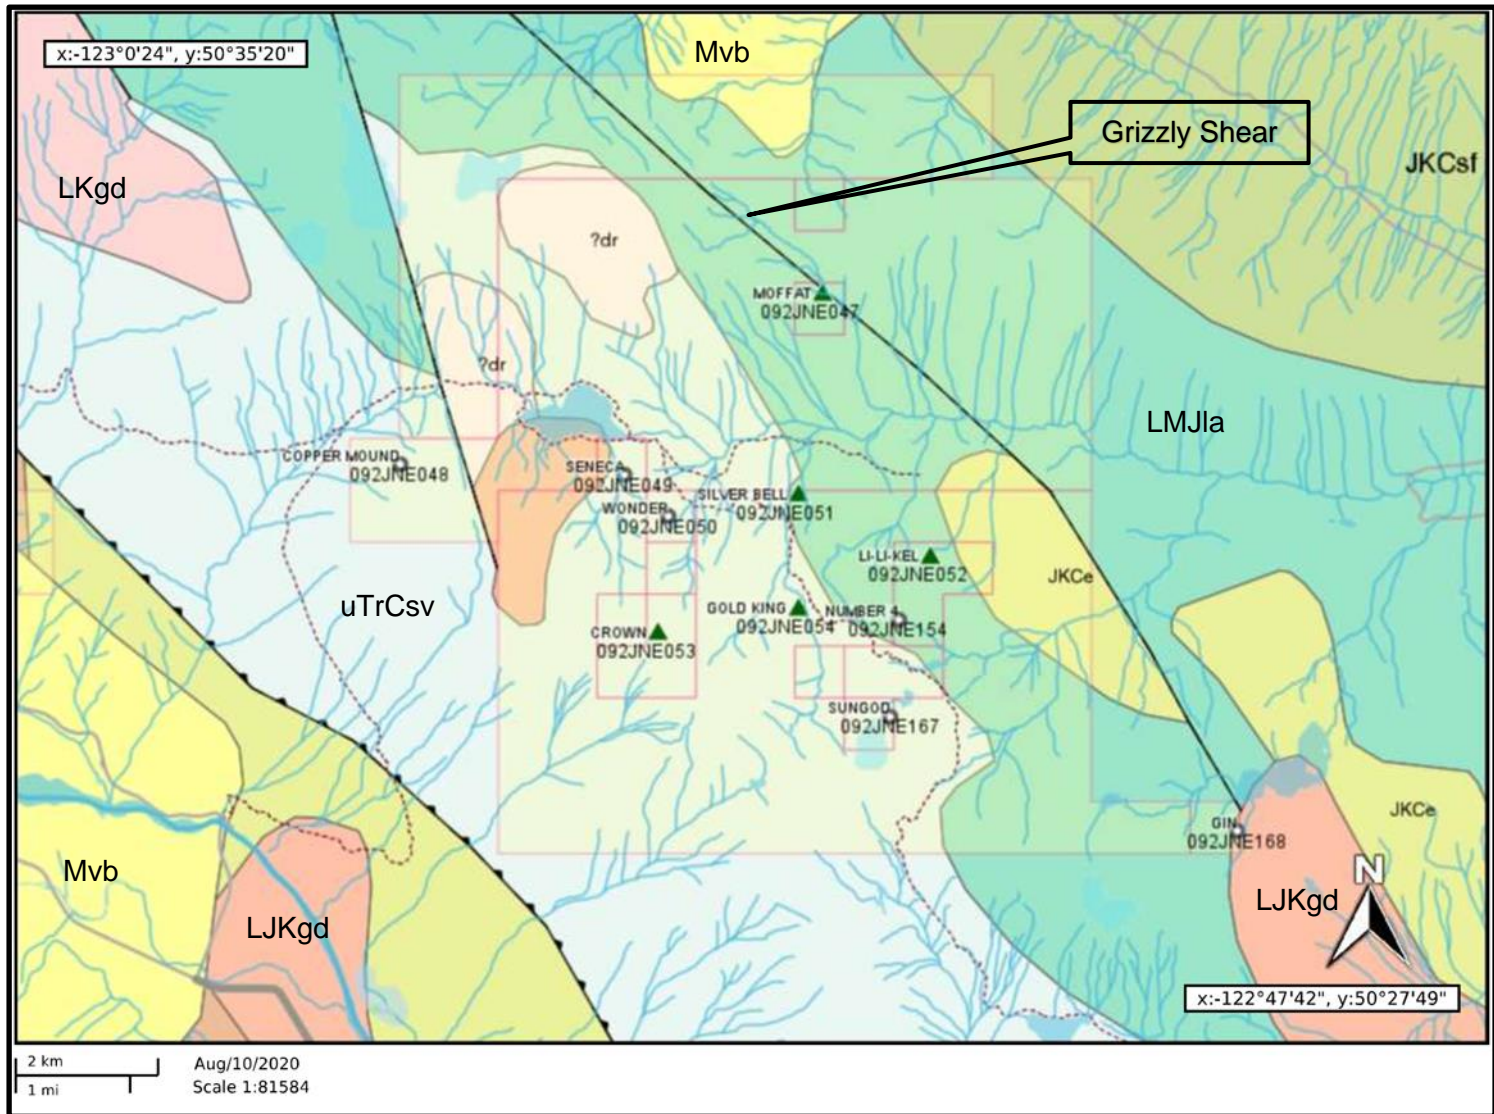 x:-123°0'24", y:50°35'20"
Mvb
Grizzly Shear
JKCsf
LKgd
?dr
MOFFAT
092JNE047
?dr
LMJIa
COPPER MOUND
092JNE048
SENECA
092JNE049
SILVER BELL
092JNE051
WONDER
092JNE050
LI-LI-KEL
092JNE052
JKCe
uTrCsv
GOLD KING
092JNE054
NUMBER 4
092JNE154
CROWN
092JNE053
SUNGOD
092JNE167
JKCe
GIN
092JNE168
Mvb
N
LJKgd
LJKgd
x:-122°47'42", y:50°27'49"
2 km
1 mi
Aug/10/2020
Scale 1:81584